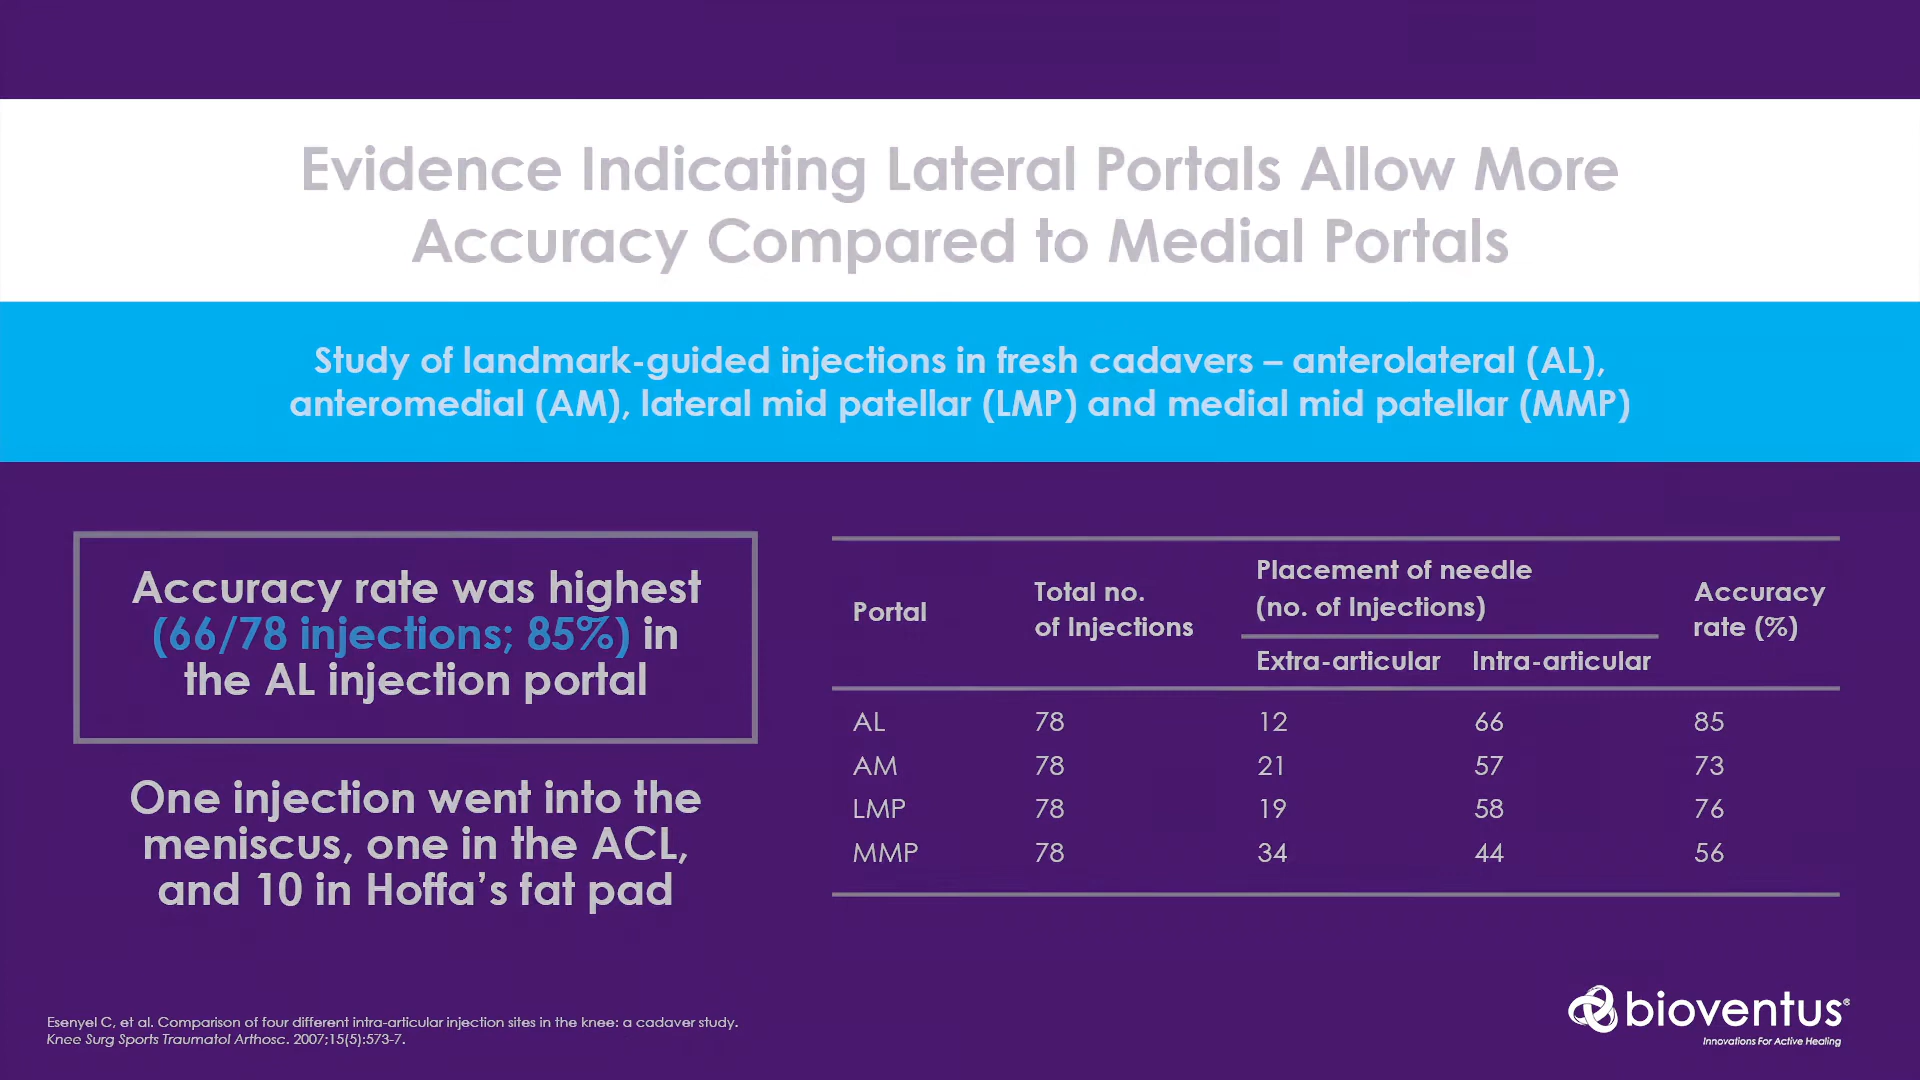 Evidence Indicating Lateral Portals Allow More
Accuracy Compared to Medial Portals
Study of landmark-guided injections in fresh cadavers – anterolateral (AL),
anteromedial (AM), lateral mid patellar (LMP) and medial mid patellar (MMP)
Accuracy rate was highest
(66/78 injections; 85%) in
the AL injection portal
One injection went into the
meniscus, one in the ACL,
and 10 in Hoffa's fat pad
Portal
Total no.
of Injections
Placement of needle
(no. of Injections)
Extra-articular Intra-articular
Accuracy
rate (%)
AL 78 12 66 85
AM 78 21 57 73
LMP 78 19 58 76
MMP 78 34 44 56
Esenyel C, et al. Comparison of four different intra-articular injection sites in the knee: a cadaver study.
Knee Surg Sports Traumatol Arthosc. 2007;15(5):573-7.
bioventus®
Innovations For Active Healing